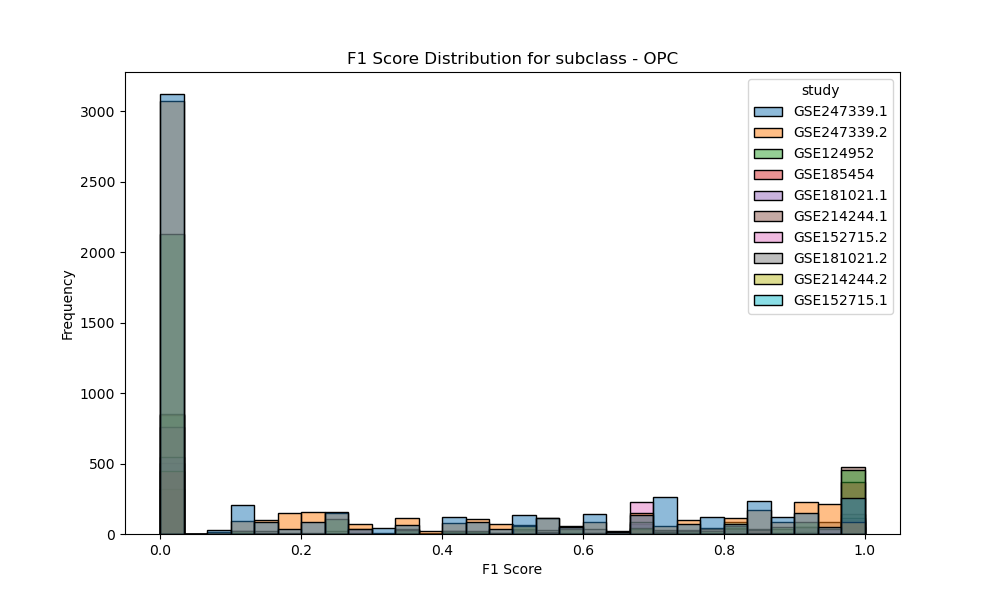 F1 Score Distribution for subclass - OPC
study
GSE247339.1
GSE247339.2
GSE124952
GSE185454
GSE181021.1
GSE214244.1
GSE152715.2
GSE181021.2
GSE214244.2
GSE152715.1
Frequency
3000
2500
2000
1500
1000
500
0
0.0 0.2 0.4 0.6 0.8 1.0
F1 Score